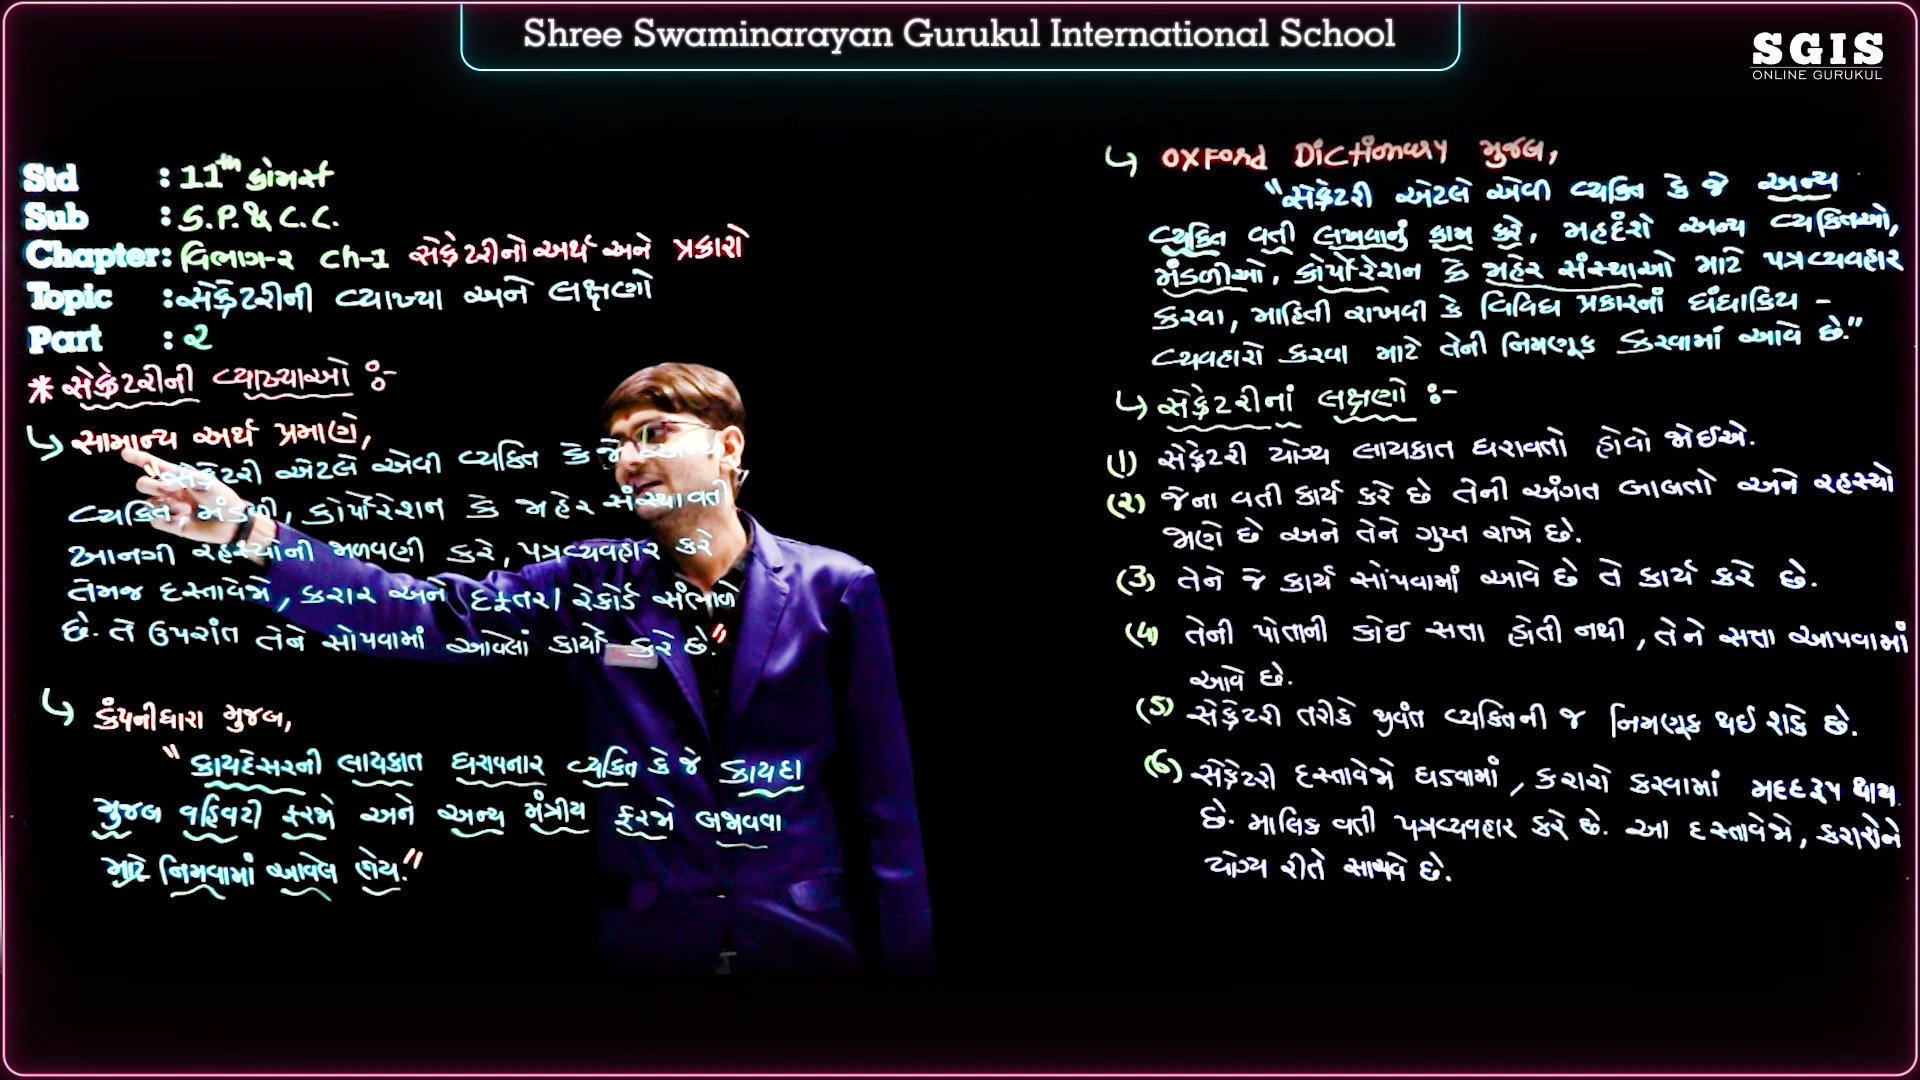 Shree Swaminarayan Gurukul International School
SGIS
ONLINE GURUKUL
Std : 11th કોમર્સ
Sub : S.P. & C.C.
Chapter: વિભાગ-૨ Ch-1 સેક્રેટરીનો અર્થ અને પ્રકારો
Topic : સેક્રેટરીની વ્યાખ્યા અને લક્ષણો
Part : ૨
* સેક્રેટરીની વ્યાખ્યાઓ :-
↳ સામાન્ય અર્થ પ્રમાણે,
સેક્રેટરી એટલે એવી વ્યક્તિ કે જે અન્ય
વ્યક્તિ, મંડળી, કોર્પોરેશન કે જાહેર સંસ્થા વતી
ખાનગી રહસ્યોની જાળવણી કરે, પત્રવ્યવહાર કરે
તેમજ દસ્તાવેજો, કરાર અને દફતર/રેકોર્ડ સંભાળે
છે. તે ઉપરાંત તેને સોંપવામાં આવેલાં કાર્યો કરે છે."
↳ કંપનીધારા મુજબ,
"કાયદેસરની લાયકાત ધરાવનાર વ્યક્તિ કે જે કાયદા
મુજબ વહિવટી ફરજો અને અન્ય મંત્રીય ફરજો બજાવવા
માટે નિમવામાં આવેલ હોય."
↳ Oxford Dictionary મુજબ,
"સેક્રેટરી એટલે એવી વ્યક્તિ કે જે અન્ય
વ્યક્તિ વતી લખવાનું કામ કરે, મહદંશે અન્ય વ્યક્તિઓ,
મંડળીઓ, કોર્પોરેશન કે જાહેર સંસ્થાઓ માટે પત્રવ્યવહાર
કરવા, માહિતી રાખવી કે વિવિધ પ્રકારનાં ધંધાકિય -
વ્યવહારો કરવા માટે તેની નિમણૂક કરવામાં આવે છે."
↳ સેક્રેટરીનાં લક્ષણો :-
(1) સેક્રેટરી યોગ્ય લાયકાત ધરાવતો હોવો જોઈએ.
(૨) જેના વતી કાર્ય કરે છે તેની અંગત બાબતો અને રહસ્યો
જાણે છે અને તેને ગુપ્ત રાખે છે.
(3) તેને જે કાર્ય સોંપવામાં આવે છે તે કાર્ય કરે છે.
(4) તેની પોતાની કોઇ સત્તા હોતી નથી, તેને સત્તા આપવામાં
આવે છે.
(5) સેક્રેટરી તરીકે જીવંત વ્યક્તિની જ નિમણૂક થઈ શકે છે.
(6) સેક્રેટરી દસ્તાવેજો ઘડવામાં, કરારો કરવામાં મદદરૂપ થાય
છે. માલિક વતી પત્રવ્યવહાર કરે છે. આ દસ્તાવેજો, કરારોને
યોગ્ય રીતે સાચવે છે.